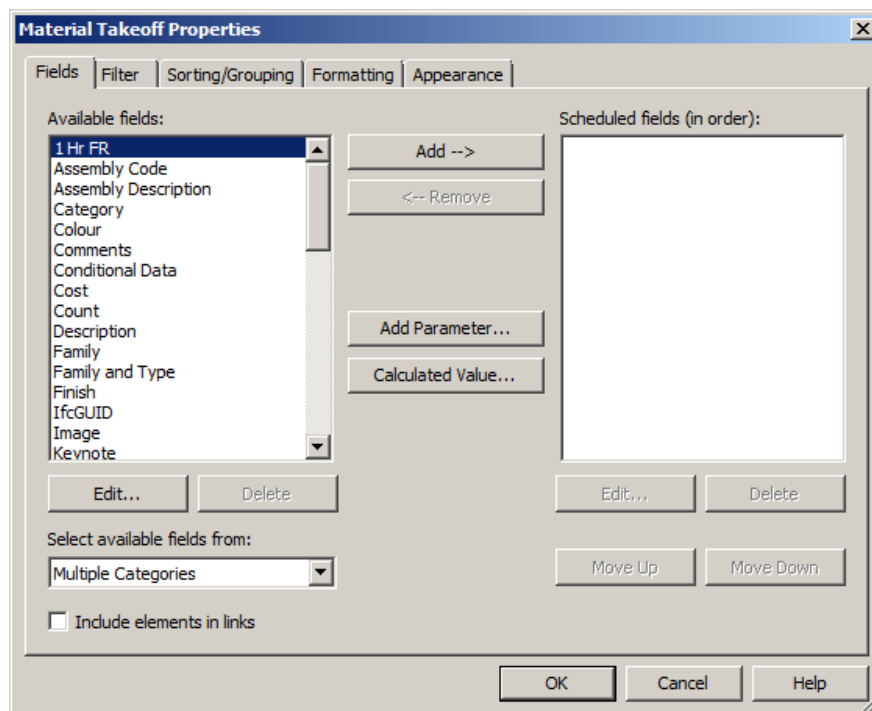 Material Takeoff Properties
Fields Filter Sorting/Grouping Formatting Appearance
Available fields: Scheduled fields (in order):
1 Hr FR
Assembly Code
Assembly Description
Category
Colour
Comments
Conditional Data
Cost
Count
Description
Family
Family and Type
Finish
IfcGUID
Image
Keynote
Add -->
<-- Remove
Add Parameter...
Calculated Value...
Edit... Delete Edit... Delete
Select available fields from:
Multiple Categories
Move Up Move Down
Include elements in links
OK Cancel Help